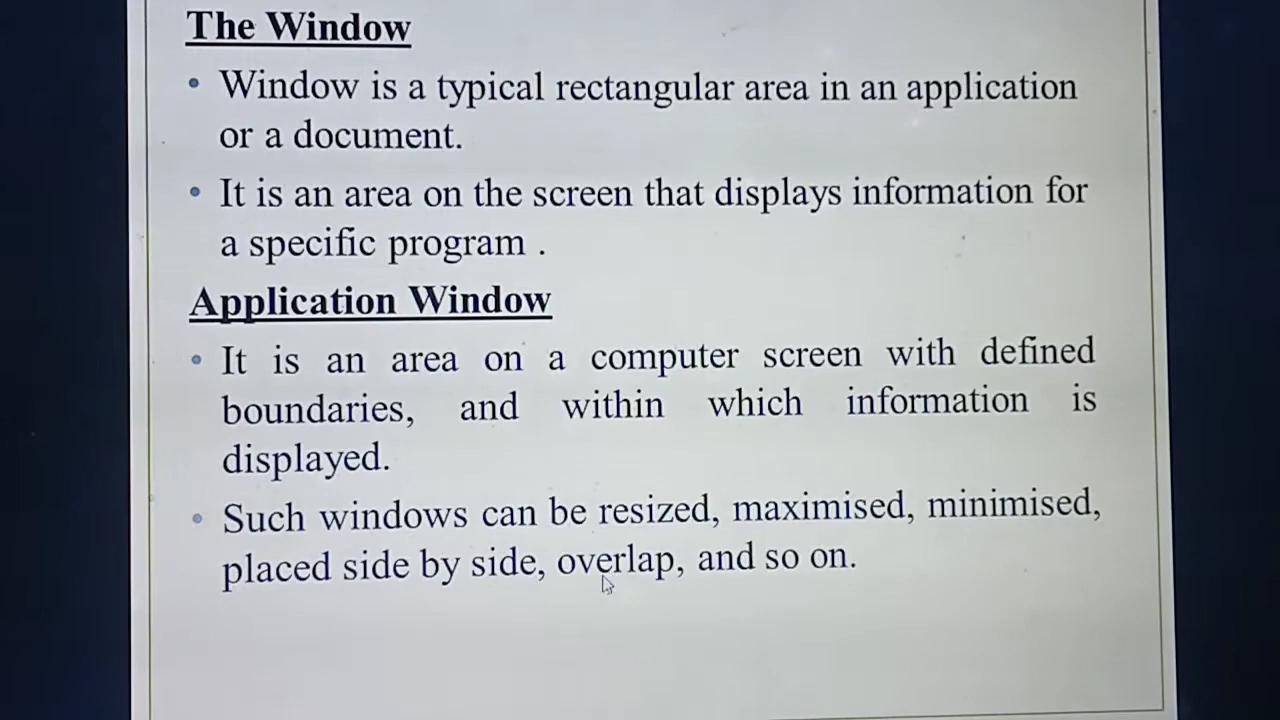 The Window
• Window is a typical rectangular area in an application
or a document.
• It is an area on the screen that displays information for
a specific program .
Application Window
• It is an area on a computer screen with defined
boundaries, and within which information is
displayed.
• Such windows can be resized, maximised, minimised,
placed side by side, overlap, and so on.